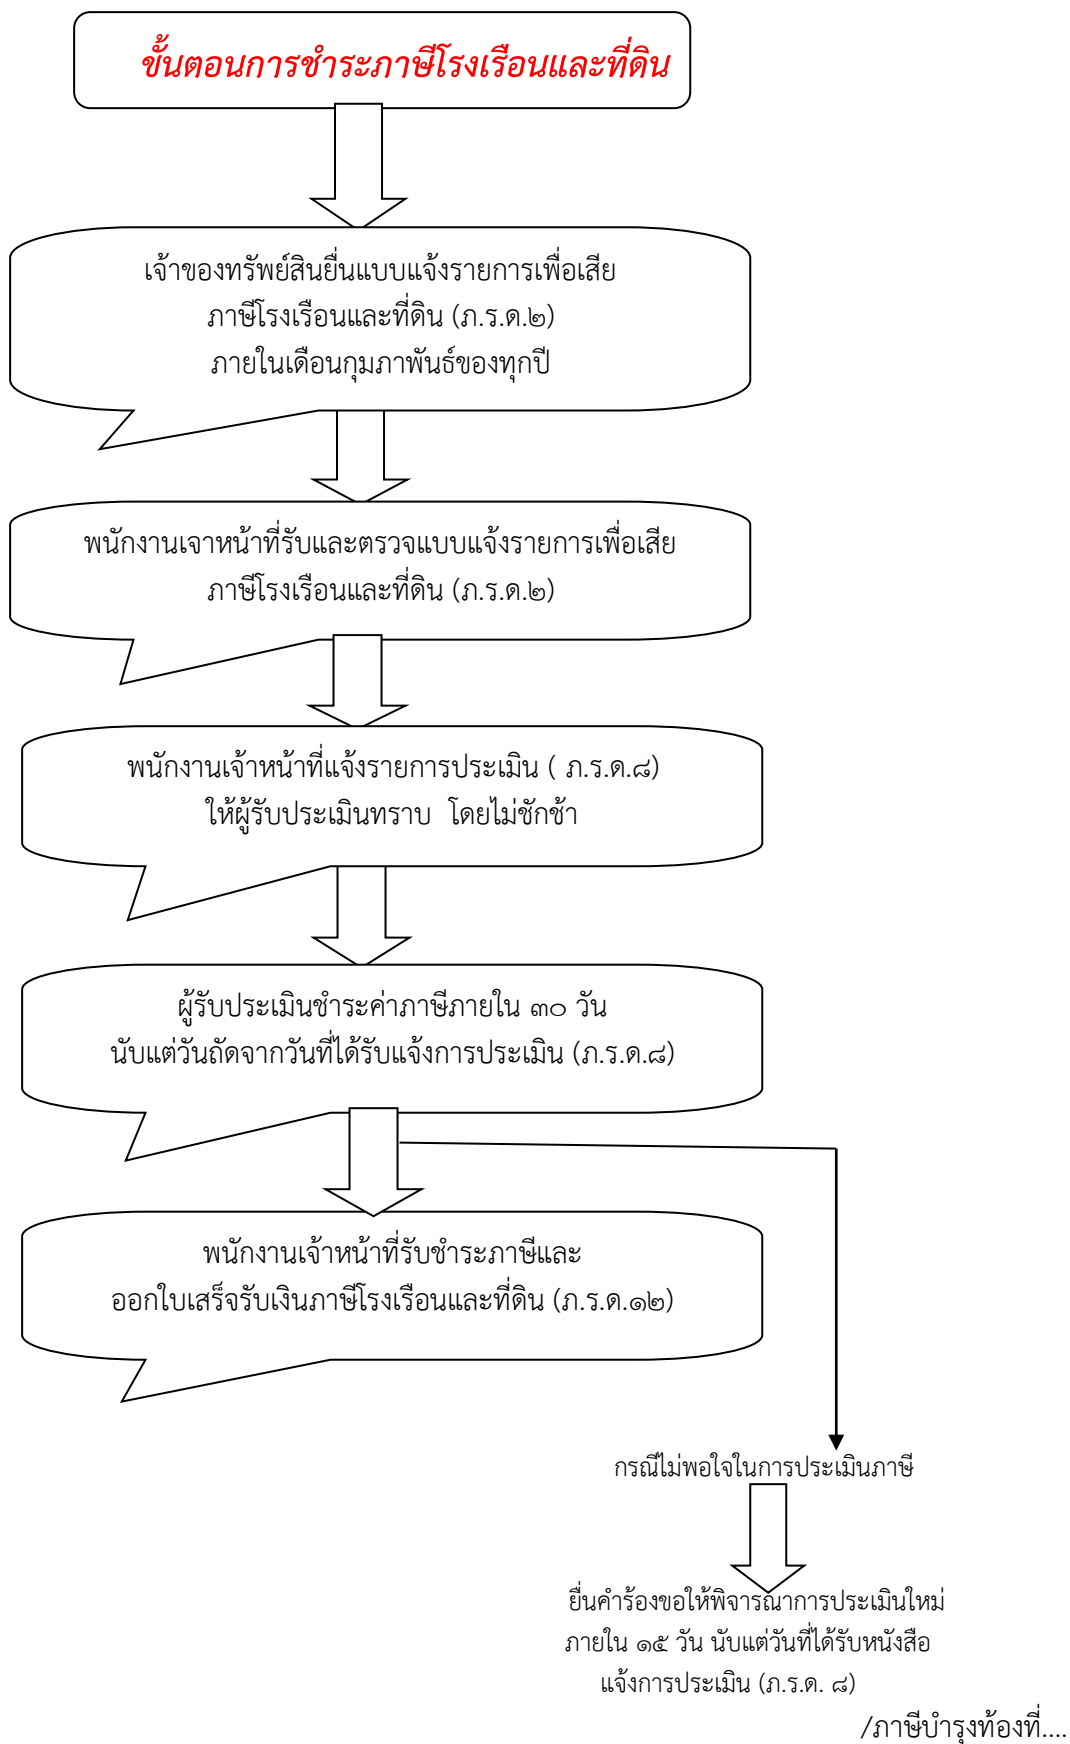 ขั้นตอนการชำระภาษีโรงเรือนและที่ดิน
เจ้าของทรัพย์สินยื่นแบบแจ้งรายการเพื่อเสีย
ภาษีโรงเรือนและที่ดิน (ภ.ร.ด.๒)
ภายในเดือนกุมภาพันธ์ของทุกปี
พนักงานเจาหน้าที่รับและตรวจแบบแจ้งรายการเพื่อเสีย
ภาษีโรงเรือนและที่ดิน (ภ.ร.ด.๒)
พนักงานเจ้าหน้าที่แจ้งรายการประเมิน ( ภ.ร.ด.๘)
ให้ผู้รับประเมินทราบ โดยไม่ชักช้า
ผู้รับประเมินชำระค่าภาษีภายใน ๓๐ วัน
นับแต่วันถัดจากวันที่ได้รับแจ้งการประเมิน (ภ.ร.ด.๘)
พนักงานเจ้าหน้าที่รับชำระภาษีและ
ออกใบเสร็จรับเงินภาษีโรงเรือนและที่ดิน (ภ.ร.ด.๑๒)
กรณีไม่พอใจในการประเมินภาษี
ยื่นคำร้องขอให้พิจารณาการประเมินใหม่
ภายใน ๑๕ วัน นับแต่วันที่ได้รับหนังสือ
แจ้งการประเมิน (ภ.ร.ด. ๘)
/ภาษีบำรุงท้องที่....